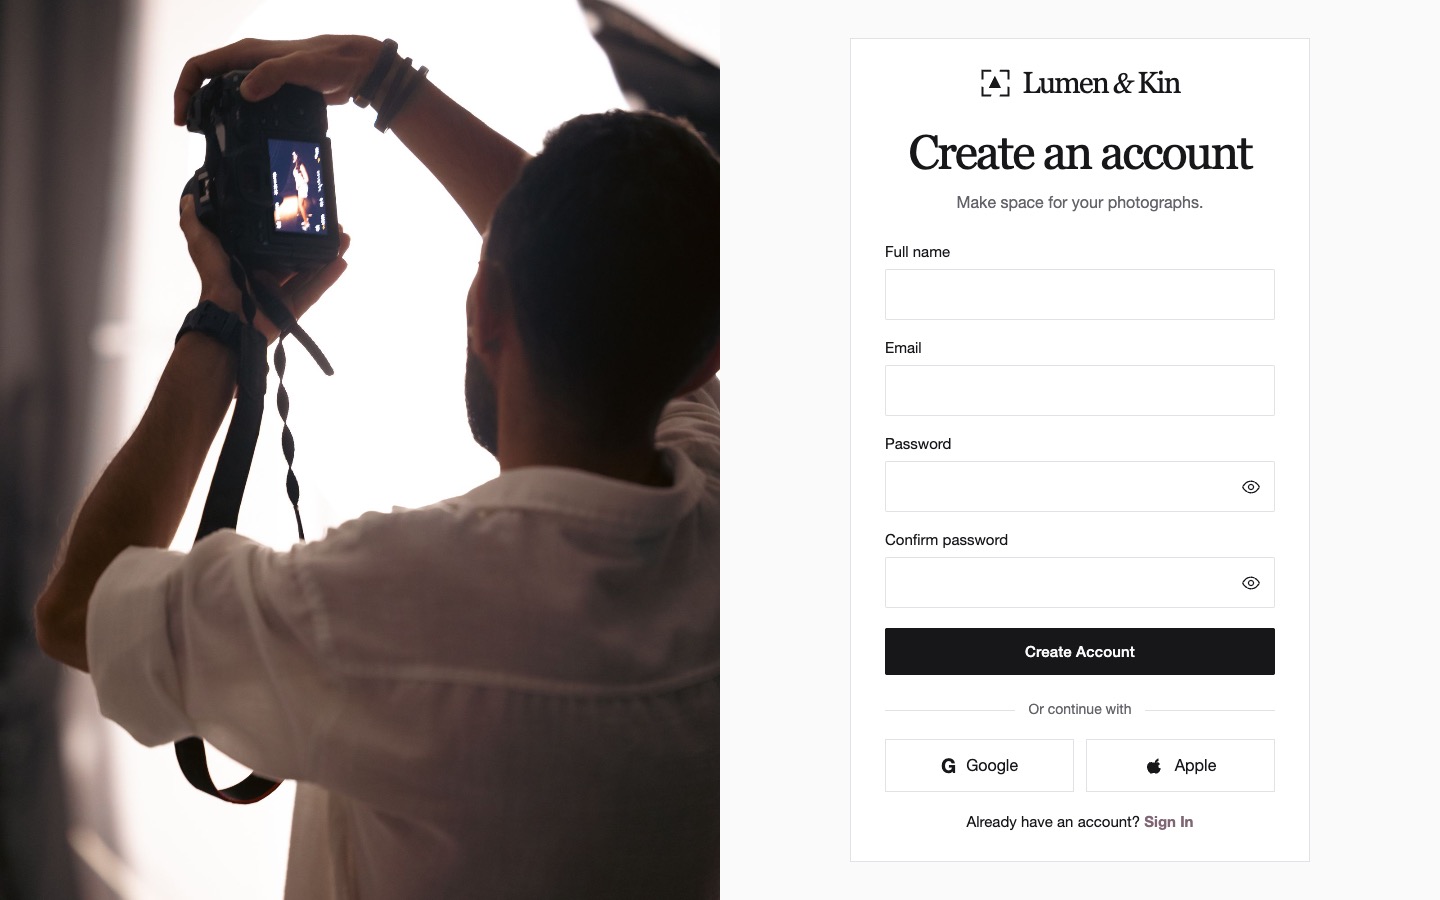 Lumen & Kin
Create an account
Make space for your photographs.
Full name
Email
Password
Confirm password
Create Account
Or continue with
G Google
Apple
Already have an account? Sign In